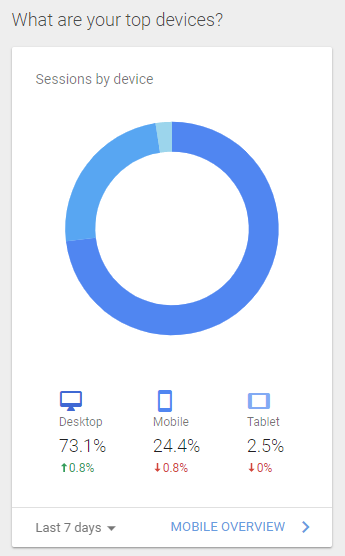 What are your top devices?
Sessions by device
Desktop Mobile Tablet
73.1% 24.4% 2.5%
↑0.8% ↓0.8% ↓0%
Last 7 days MOBILE OVERVIEW